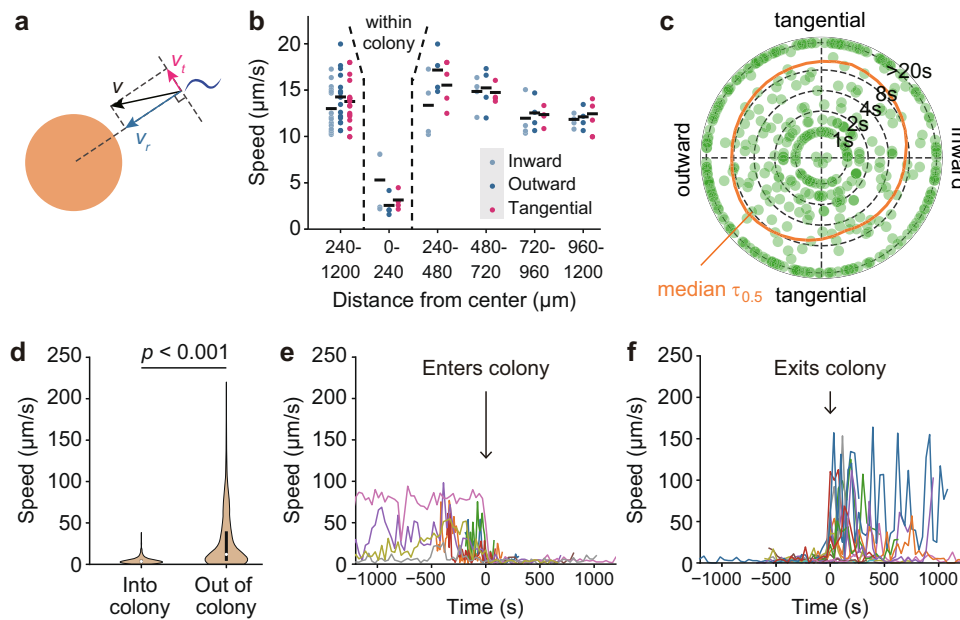 a
v
v_t
v_r
b
within
colony
Speed (μm/s)
20
15
10
5
0
Inward
Outward
Tangential
240-
1200
0-
240
240-
480
480-
720
720-
960
960-
1200
Distance from center (μm)
c
tangential
>20s
8s
4s
2s
1s
outward
inward
median τ0.5
tangential
d
p < 0.001
Speed (μm/s)
250
200
150
100
50
0
Into
colony
Out of
colony
e
Enters colony
Speed (μm/s)
250
200
150
100
50
0
−1000
−500
0
500
1000
Time (s)
f
Exits colony
Speed (μm/s)
250
200
150
100
50
0
−1000
−500
0
500
1000
Time (s)